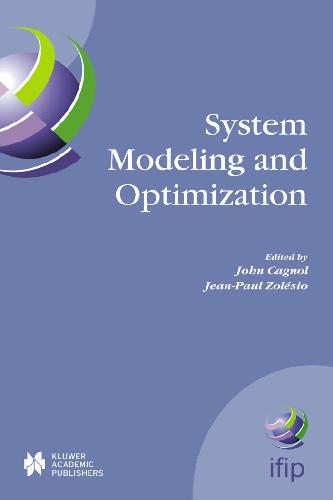 System
Modeling and
Optimization
Edited by
John Cagnol
Jean-Paul Zolésio
KLUWER
ACADEMIC
PUBLISHERS
ifip